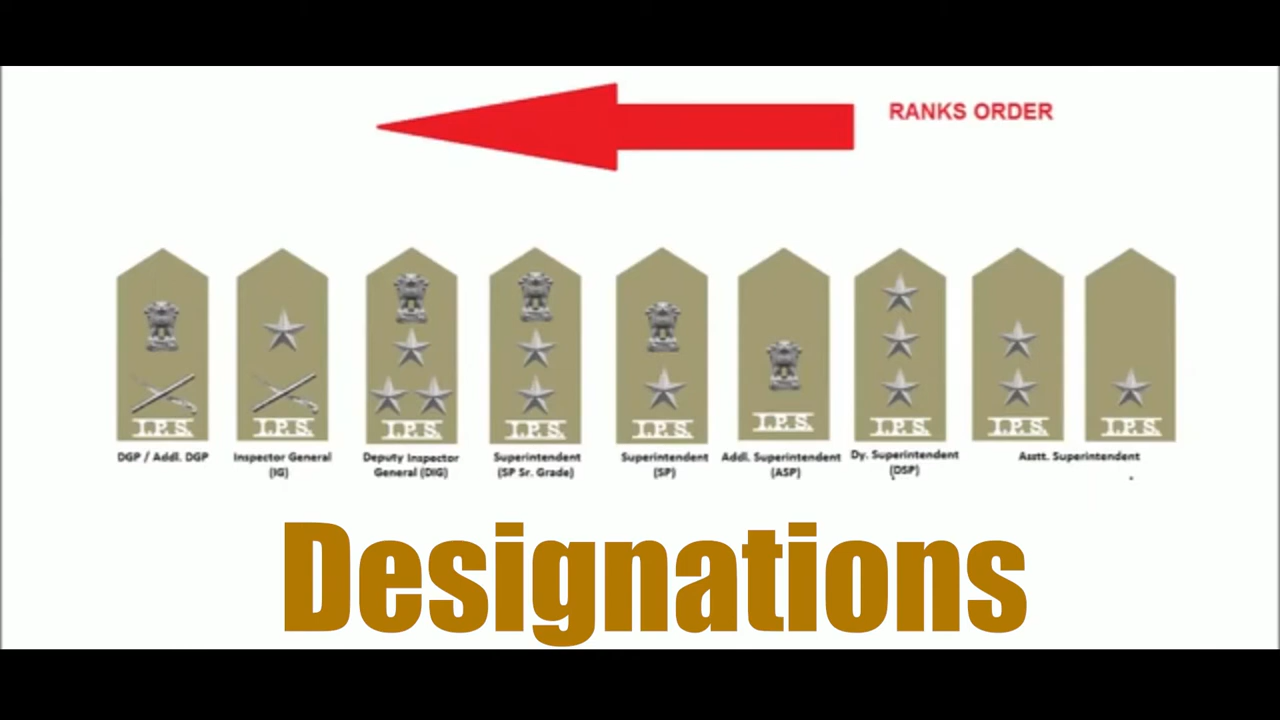 RANKS ORDER
I.P.S. I.P.S. I.P.S. I.P.S. I.P.S. I.P.S. I.P.S. I.P.S. I.P.S.
DGP / Addl. DGP
Inspector General
(IG)
Deputy Inspector
General (DIG)
Superintendent
(SP Sr. Grade)
Superintendent
(SP)
Addl. Superintendent
(ASP)
Dy. Superintendent
(DSP)
Asztt. Superintendent
Designations